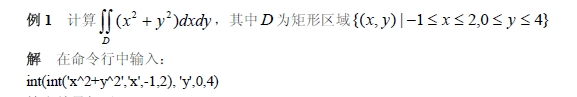 例1 计算∬_D(x²+y²)dxdy，其中D为矩形区域{(x,y)|-1≤x≤2,0≤y≤4}
解 在命令行中输入：
int(int('x^2+y^2','x',-1,2),'y',0,4)